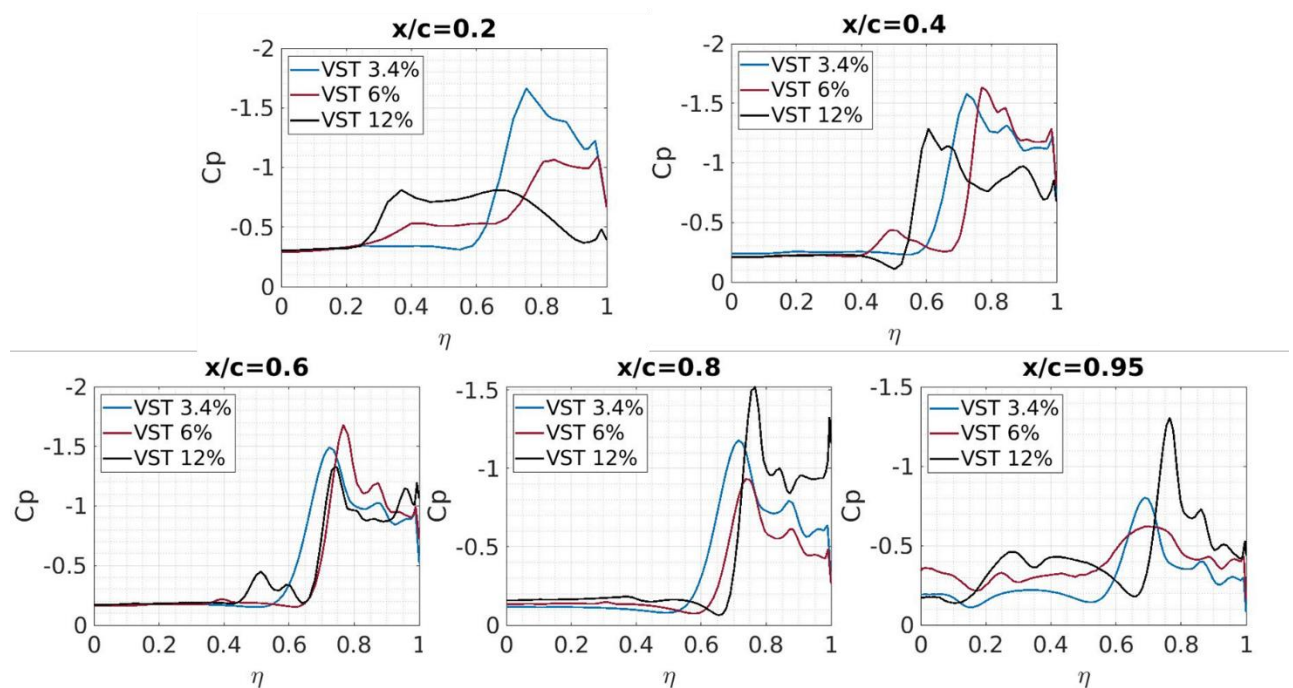 x/c=0.2
-2
-1.5
-1
-0.5
0
Cp
VST 3.4%
VST 6%
VST 12%
0 0.2 0.4 0.6 0.8 1
η
x/c=0.4
-2
-1.5
-1
-0.5
0
Cp
VST 3.4%
VST 6%
VST 12%
0 0.2 0.4 0.6 0.8 1
η
x/c=0.6
-2
-1.5
-1
-0.5
0
Cp
VST 3.4%
VST 6%
VST 12%
0 0.2 0.4 0.6 0.8 1
η
x/c=0.8
-1.5
-1
-0.5
0
Cp
VST 3.4%
VST 6%
VST 12%
0 0.2 0.4 0.6 0.8 1
η
x/c=0.95
-1.5
-1
-0.5
0
Cp
VST 3.4%
VST 6%
VST 12%
0 0.2 0.4 0.6 0.8 1
η